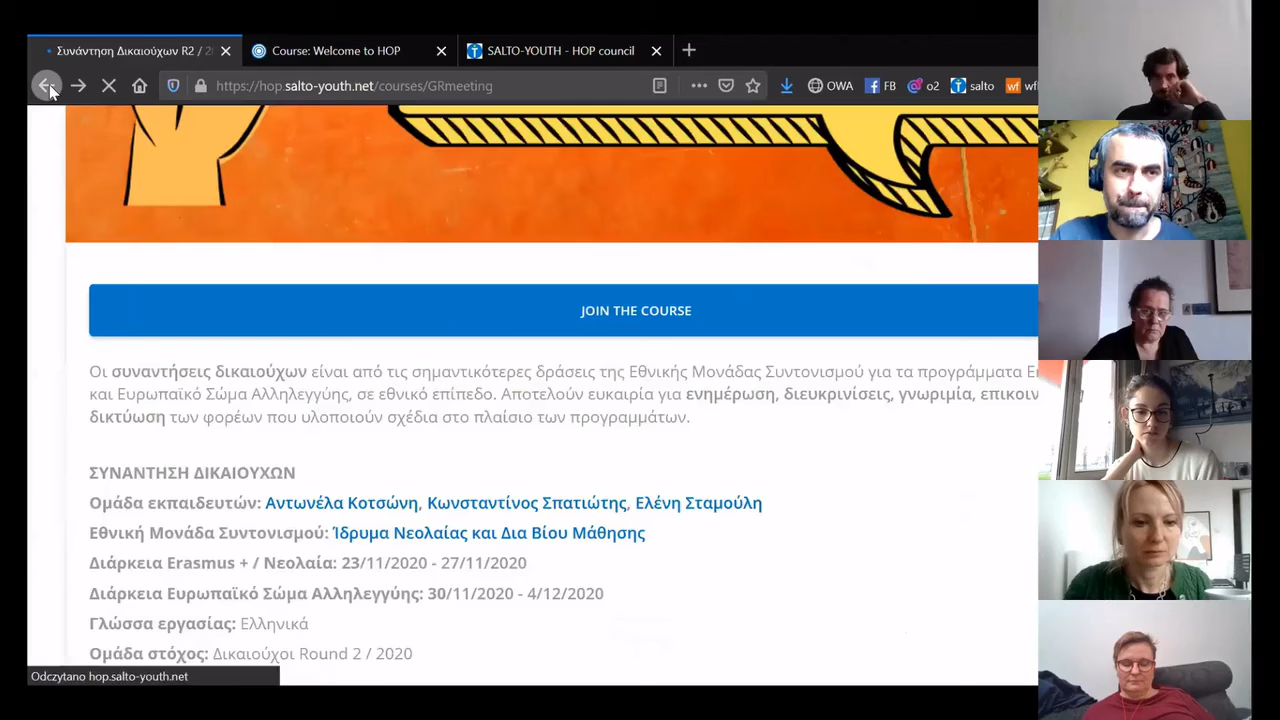 Συνάντηση Δικαιούχων R2 /
Course: Welcome to HOP
SALTO-YOUTH - HOP council
https://hop.salto-youth.net/courses/GRmeeting
OWA
FB
o2
salto
JOIN THE COURSE
Οι συναντήσεις δικαιούχων είναι από τις σημαντικότερες δράσεις της Εθνικής Μονάδας Συντονισμού για τα προγράμματα
και Ευρωπαϊκό Σώμα Αλληλεγγύης, σε εθνικό επίπεδο. Αποτελούν ευκαιρία για ενημέρωση, διευκρινίσεις, γνωριμία,
δικτύωση των φορέων που υλοποιούν σχέδια στο πλαίσιο των προγραμμάτων.
ΣΥΝΑΝΤΗΣΗ ΔΙΚΑΙΟΥΧΩΝ
Ομάδα εκπαιδευτών: Αντωνέλα Κοτσώνη, Κωνσταντίνος Σπατιώτης, Ελένη Σταμούλη
Εθνική Μονάδα Συντονισμού: Ίδρυμα Νεολαίας και Δια Βίου Μάθησης
Διάρκεια Erasmus + / Νεολαία: 23/11/2020 - 27/11/2020
Διάρκεια Ευρωπαϊκό Σώμα Αλληλεγγύης: 30/11/2020 - 4/12/2020
Γλώσσα εργασίας: Ελληνικά
Ομάδα στόχος: Δικαιούχοι Round 2 / 2020
Odczytano hop.salto-youth.net